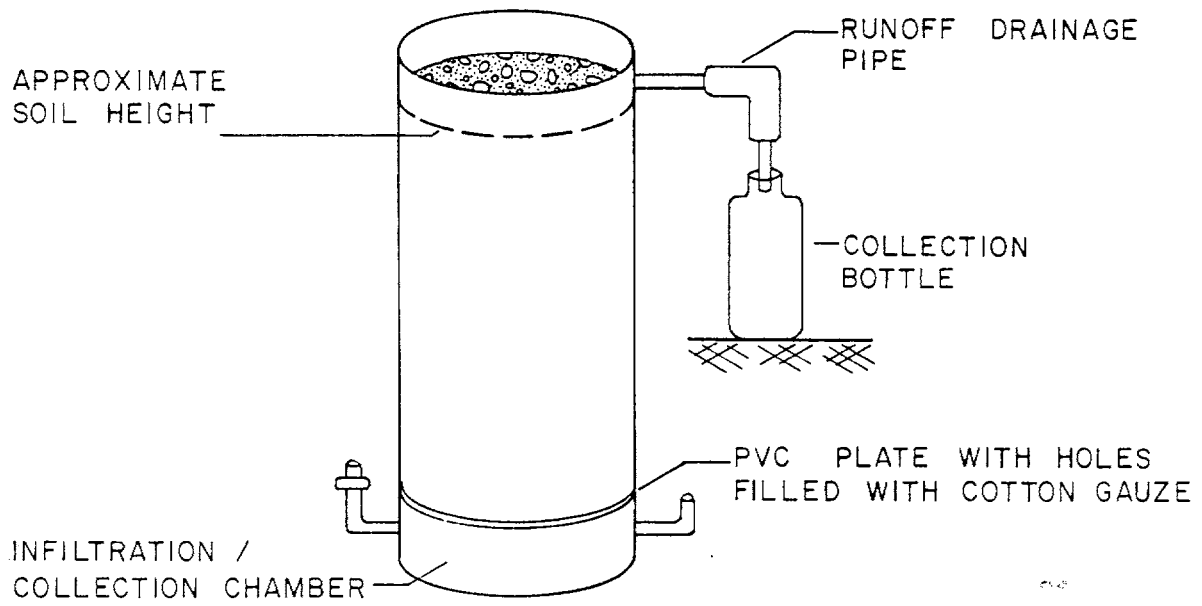 RUNOFF DRAINAGE
PIPE
APPROXIMATE
SOIL HEIGHT
COLLECTION
BOTTLE
PVC PLATE WITH HOLES
FILLED WITH COTTON GAUZE
INFILTRATION /
COLLECTION CHAMBER